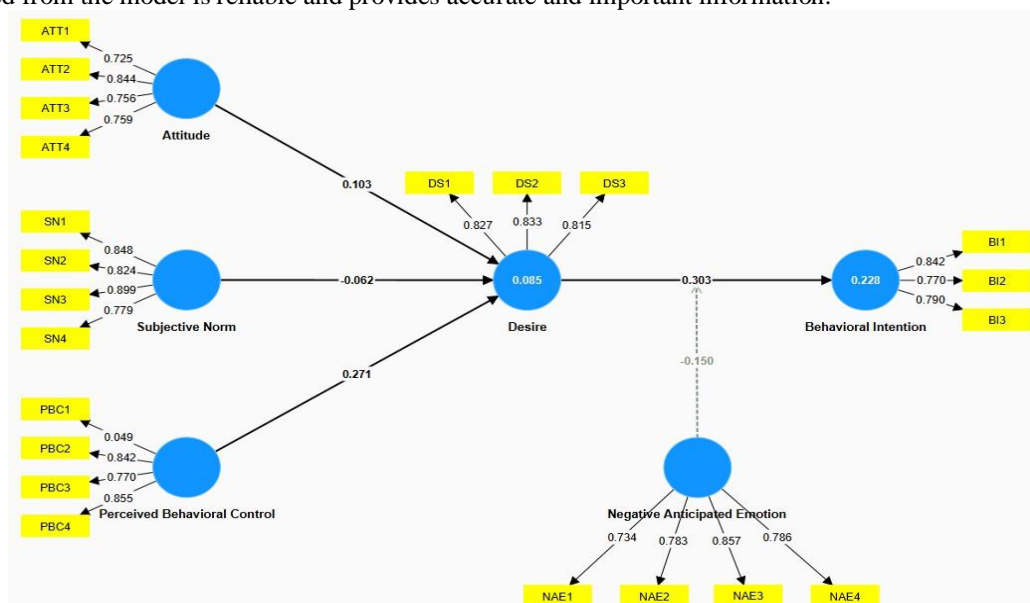 ed from the model is reliable and provides accurate and important information.
ATT1
ATT2
ATT3
ATT4
0.725
0.844
0.756
0.759
Attitude
0.103
DS1
DS2
DS3
0.827
0.833
0.815
SN1
SN2
SN3
SN4
0.848
0.824
0.899
0.779
Subjective Norm
-0.062
0.085
Desire
0.303
0.228
Behavioral Intention
BI1
BI2
BI3
0.842
0.770
0.790
0.271
-0.150
PBC1
PBC2
PBC3
PBC4
0.049
0.842
0.770
0.855
Perceived Behavioral Control
Negative Anticipated Emotion
0.734
0.783
0.857
0.786
NAE1
NAE2
NAE3
NAE4